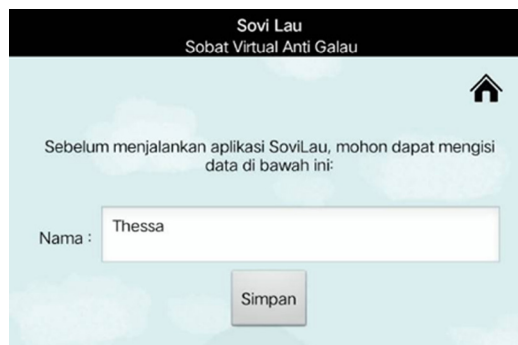 Sovi Lau
Sobat Virtual Anti Galau
Sebelum menjalankan aplikasi SoviLau, mohon dapat mengisi
data di bawah ini:
Nama : Thessa
Simpan